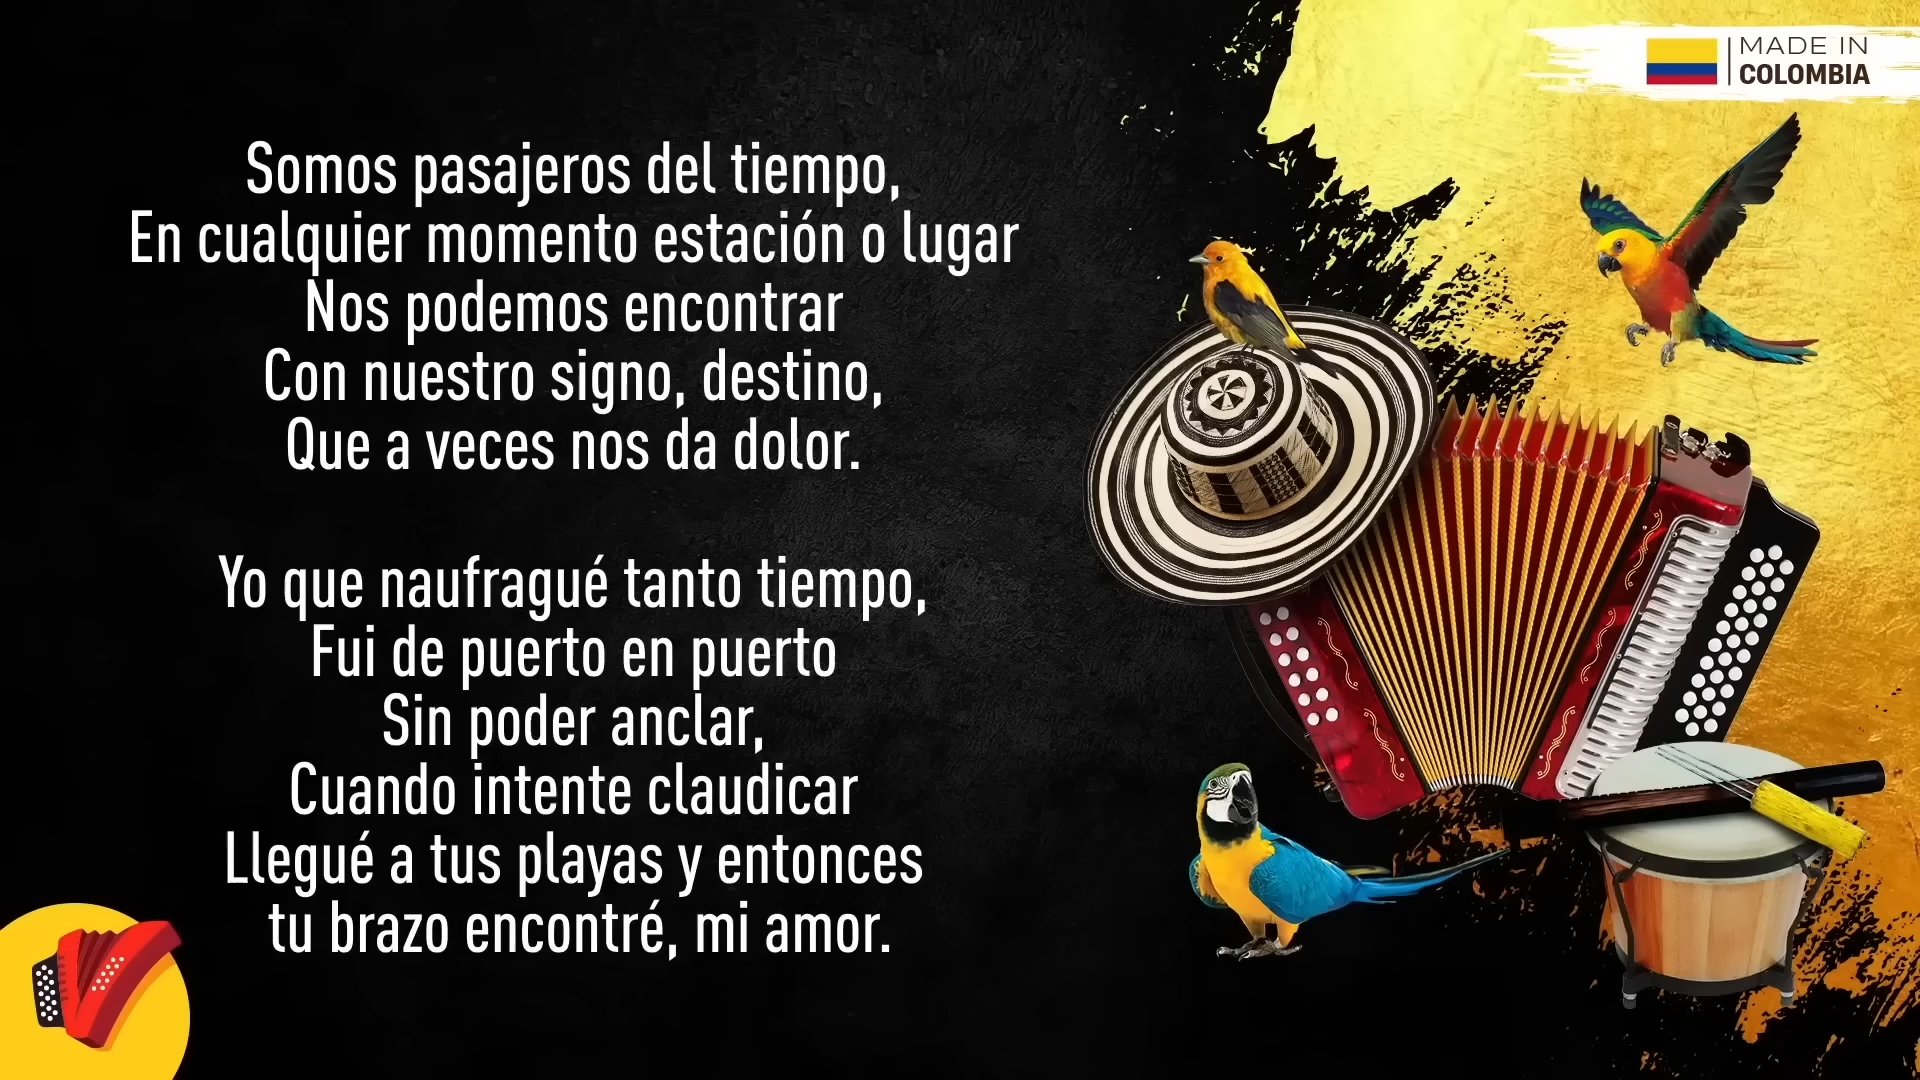 MADE IN
COLOMBIA
Somos pasajeros del tiempo,
En cualquier momento estación o lugar
Nos podemos encontrar
Con nuestro signo, destino,
Que a veces nos da dolor.
Yo que naufragué tanto tiempo,
Fui de puerto en puerto
Sin poder anclar,
Cuando intente claudicar
Llegué a tus playas y entonces
tu brazo encontré, mi amor.